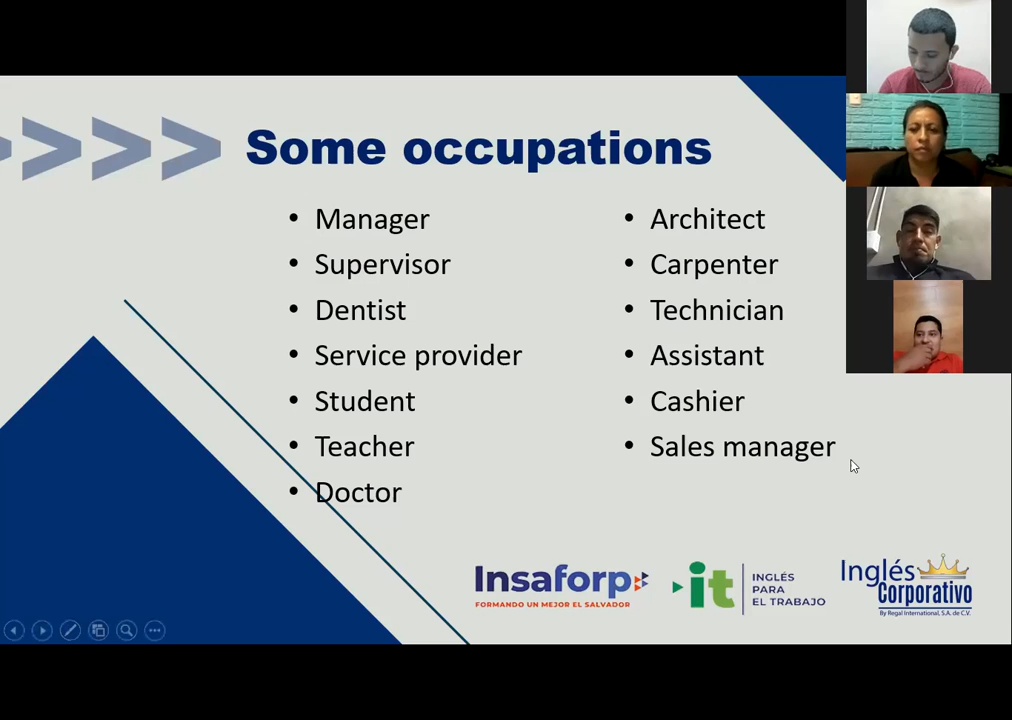 Some occupations
• Manager
• Supervisor
• Dentist
• Service provider
• Student
• Teacher
• Doctor
• Architect
• Carpenter
• Technician
• Assistant
• Cashier
• Sales manager
Insaforp
FORMANDO UN MEJOR EL SALVADOR
it
INGLÉS
PARA
EL TRABAJO
Inglés
Corporativo
By Regal International, S.A. de C.V.